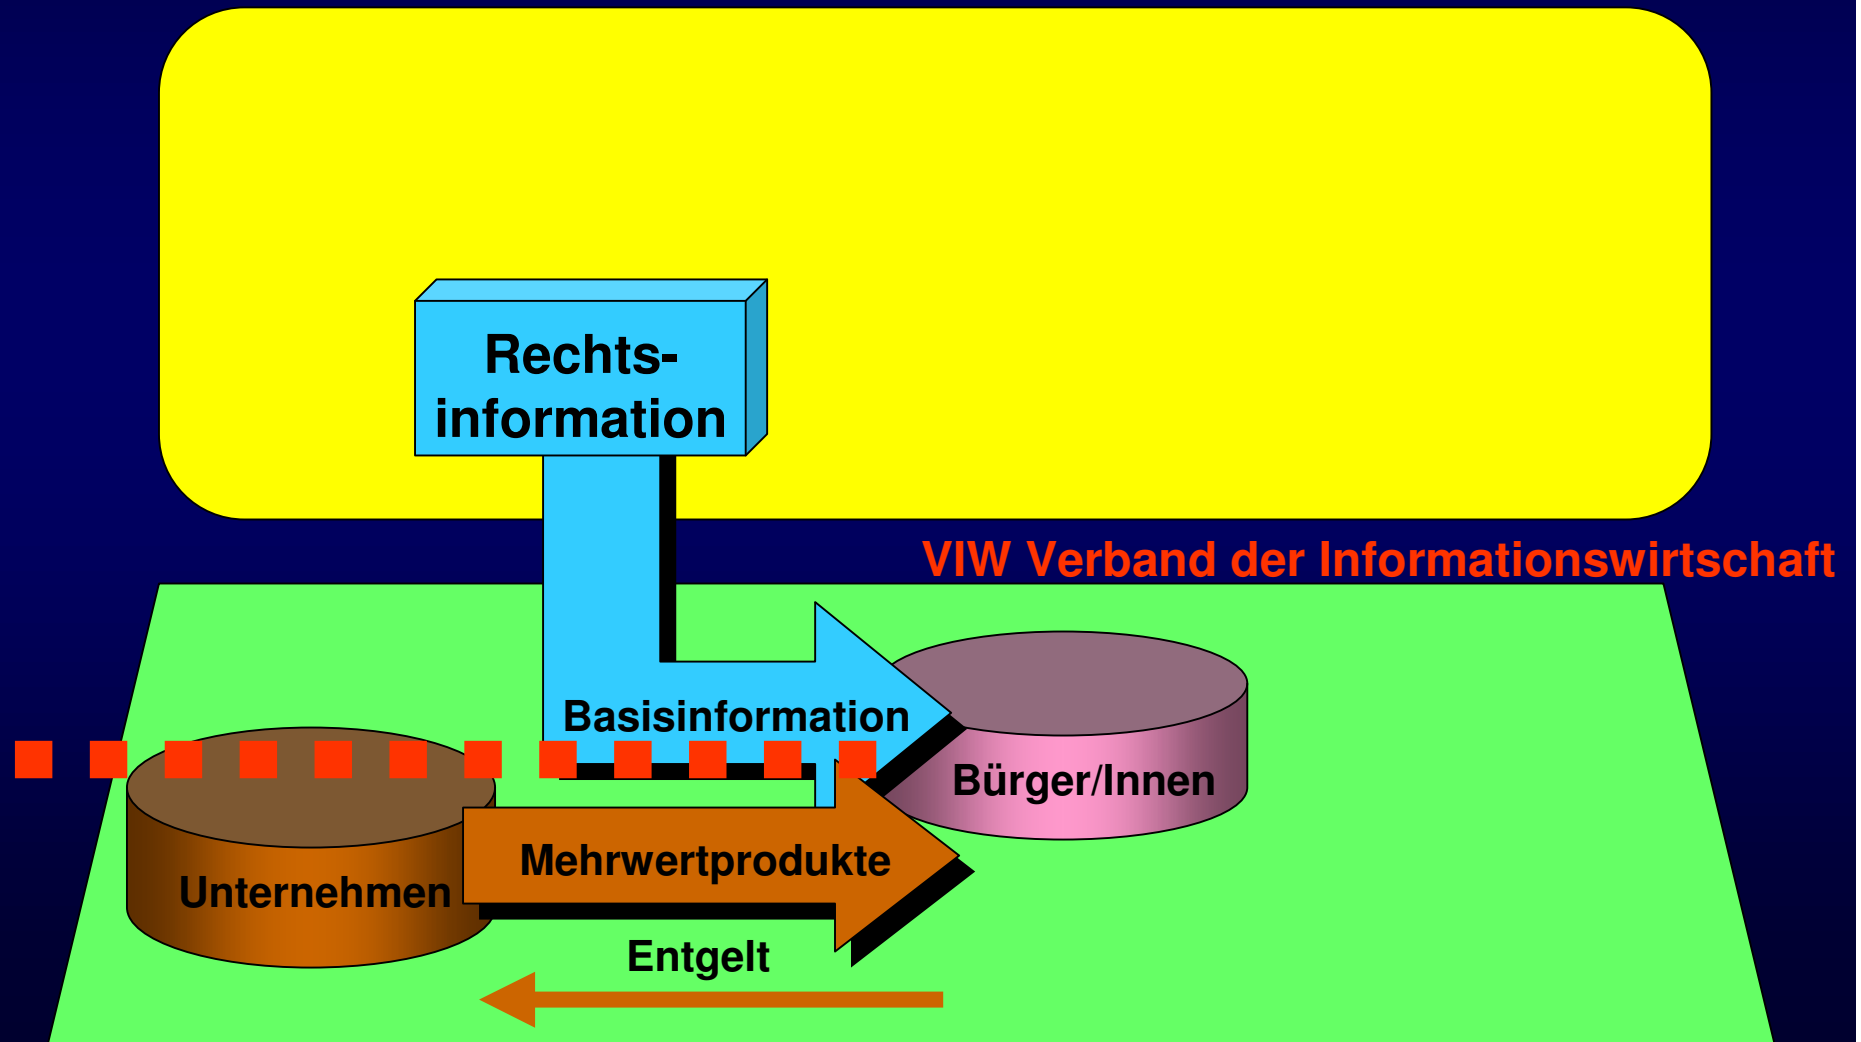 Rechts-
information
VIW Verband der Informationswirtschaft
Basisinformation
Bürger/Innen
Mehrwertprodukte
Unternehmen
Entgelt